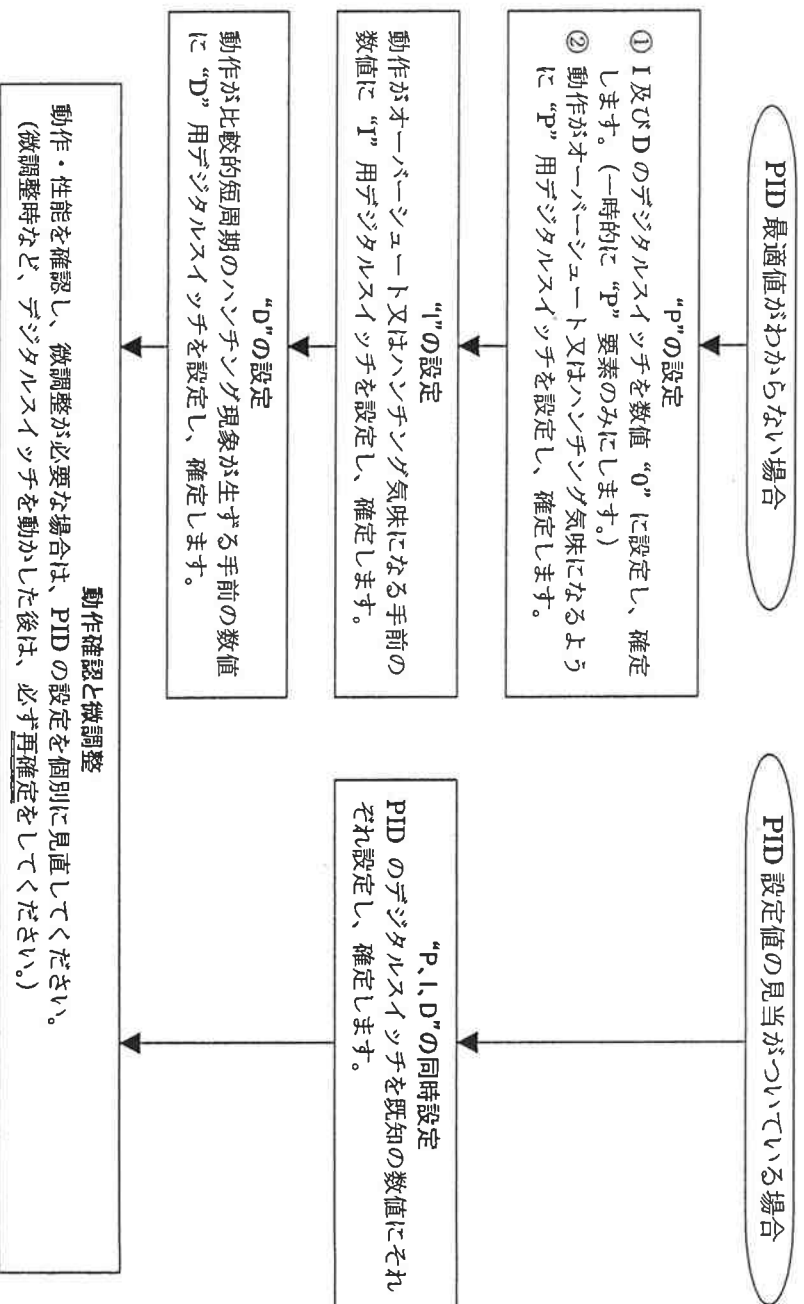 PID 最適値がわからない場合
“P”の設定
① I 及び D のデジタルスイッチを数値 “0” に設定し、確定
します。（一時的に “P” 要素のみにします。）
② 動作がオーバーシュート又はハンチング気味になるよう
に “P” 用デジタルスイッチを設定し、確定します。
“I”の設定
動作がオーバーシュート又はハンチング気味になる手前の
数値に “I” 用デジタルスイッチを設定し、確定します。
“D”の設定
動作が比較的短周期のハンチング現象が生ずる手前の数値
に “D” 用デジタルスイッチを設定し、確定します。
PID 設定値の見当がついている場合
“P、I、D”の同時設定
PID のデジタルスイッチを既知の数値にそれ
ぞれ設定し、確定します。
動作確認と微調整
動作・性能を確認し、微調整が必要な場合は、PID の設定を個別に見直してください。
（微調整時など、デジタルスイッチを動かした後は、必ず再確定をしてください。）